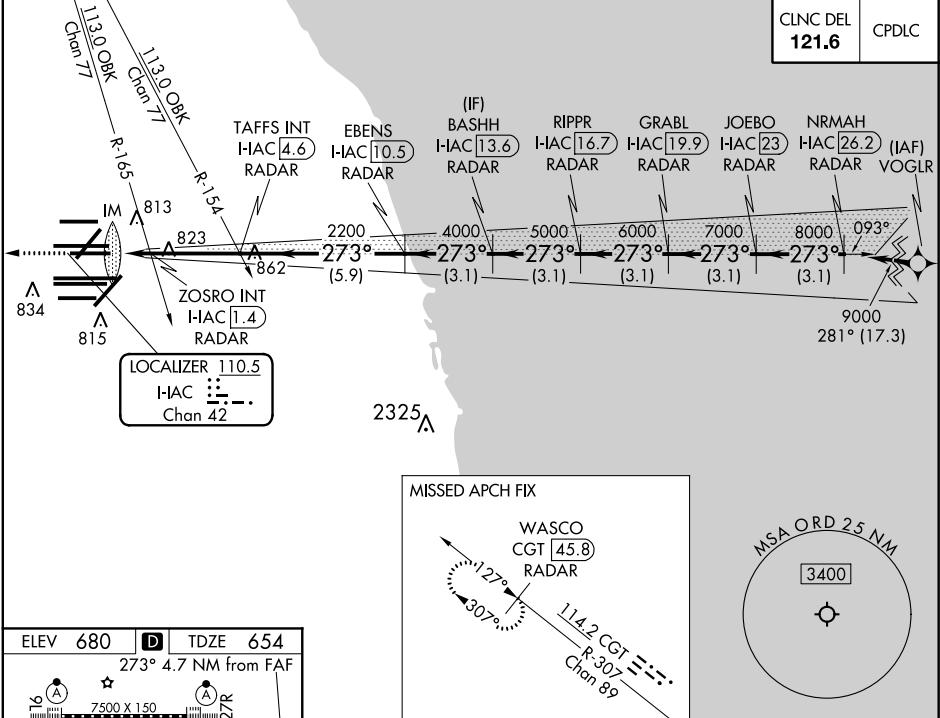 CLNC DEL
121.6
CPDLC
113.0 OBK
Chan 77
113.0 OBK
Chan 77
R-165
R-154
TAFFS INT
I-IAC 4.6
RADAR
EBENS
I-IAC 10.5
RADAR
(IF)
BASHH
I-IAC 13.6
RADAR
RIPPR
I-IAC 16.7
RADAR
GRABL
I-IAC 19.9
RADAR
JOEBO
I-IAC 23
RADAR
NRMAH
I-IAC 26.2
RADAR
(IAF)
VOGLR
IM
813
823
862
2200
273°
(5.9)
4000
273°
(3.1)
5000
273°
(3.1)
6000
273°
(3.1)
7000
273°
(3.1)
8000
273°
(3.1)
093°
9000
281° (17.3)
834
815
ZOSRO INT
I-IAC 1.4
RADAR
LOCALIZER 110.5
I-IAC
Chan 42
2325
MISSED APCH FIX
WASCO
CGT 45.8
RADAR
127°
307°
114.2 CGT
R-307
Chan 89
MSA ORD 25 NM
3400
ELEV 680 D TDZE 654
273° 4.7 NM from FAF
A
A
9L
7500 X 150
27R